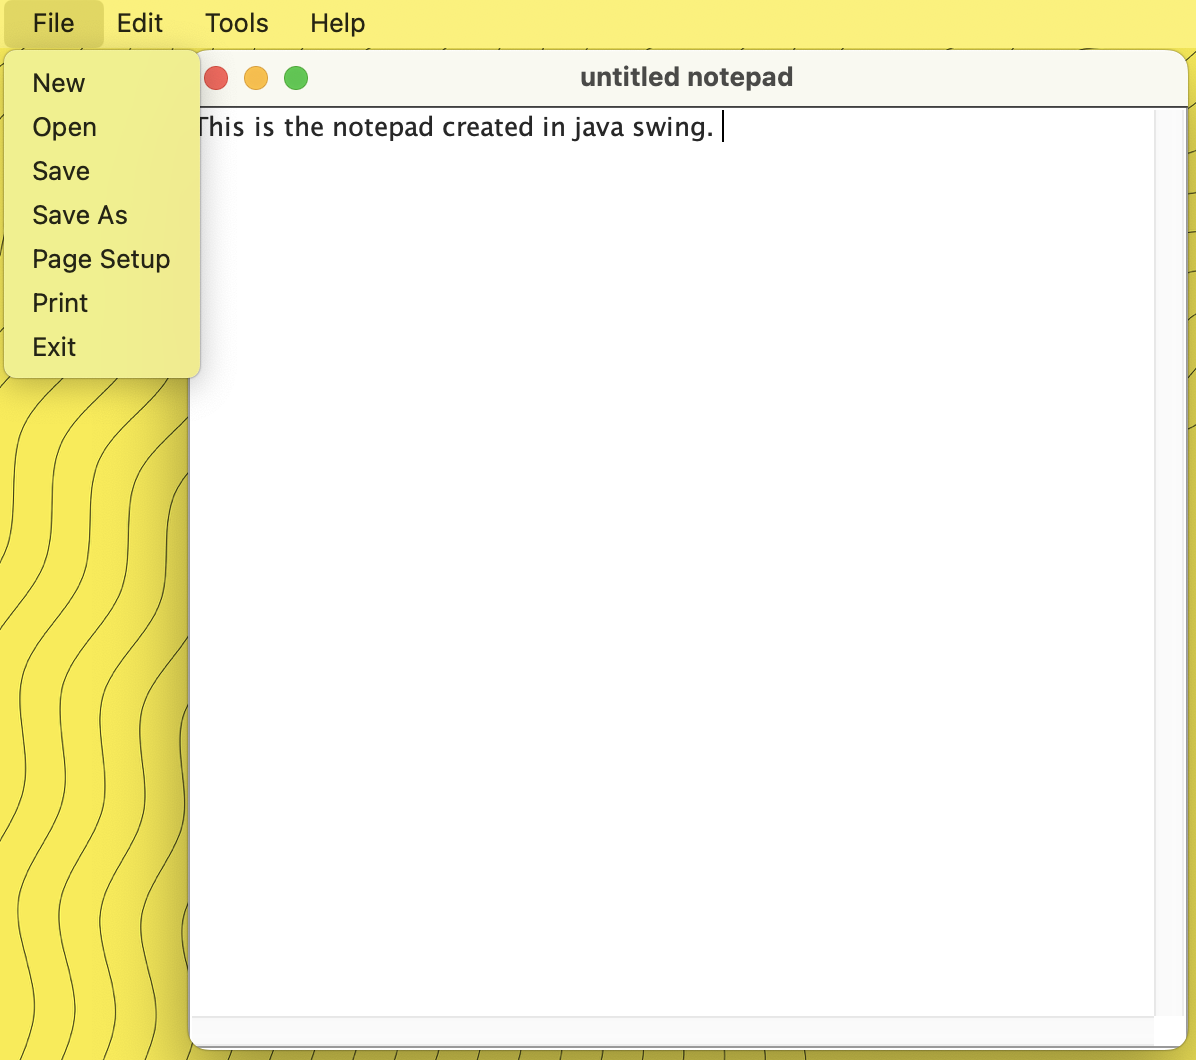 File Edit Tools Help
New
Open
Save
Save As
Page Setup
Print
Exit
untitled notepad
This is the notepad created in java swing.